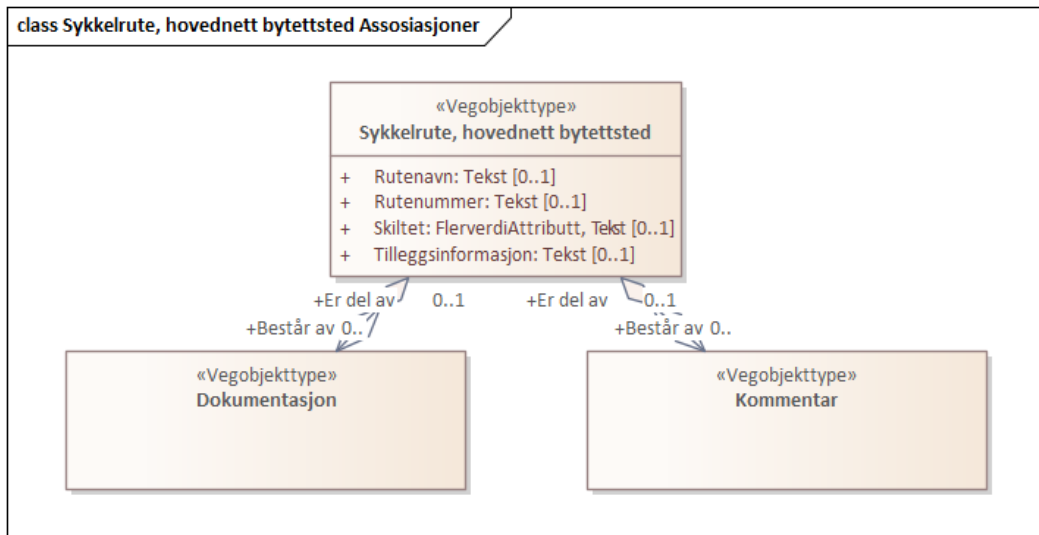 class Sykkelrute, hovednett bytettsted Assosiasjoner
«Vegobjekttype»
Sykkelrute, hovednett bytettsted
+ Rutenavn: Tekst [0..1]
+ Rutenummer: Tekst [0..1]
+ Skiltet: FlerverdiAttributt, Tekst [0..1]
+ Tilleggsinformasjon: Tekst [0..1]
+Er del av 0..1 +Er del av 0..1
+Består av 0.. +Består av 0..
«Vegobjekttype» «Vegobjekttype»
Dokumentasjon Kommentar